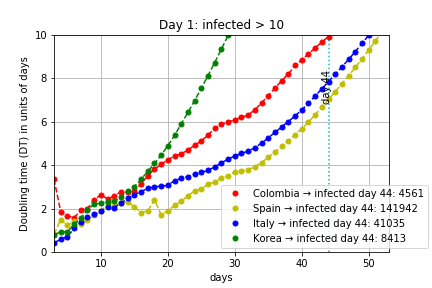 Day 1: infected > 10
Doubling time (DT) in units of days
10
8
6
4
2
0
day 44
Colombia → infected day 44: 4561
Spain → infected day 44: 141942
Italy → infected day 44: 41035
Korea → infected day 44: 8413
10
20
30
40
50
days